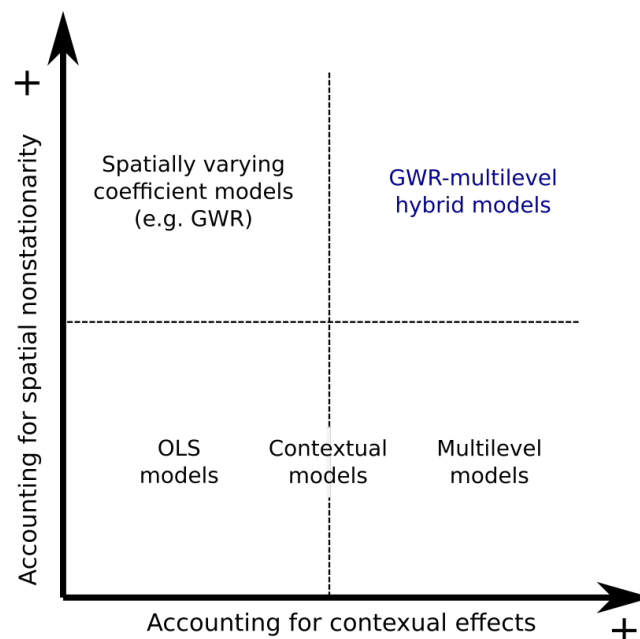 +
Accounting for spatial nonstationarity
Spatially varying
coefficient models
(e.g. GWR)
GWR-multilevel
hybrid models
OLS
models
Contextual
models
Multilevel
models
Accounting for contexual effects
+